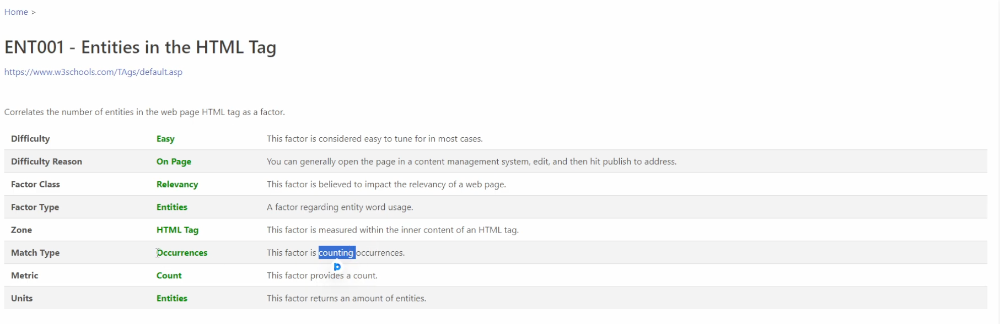 Home >
ENT001 - Entities in the HTML Tag
https://www.w3schools.com/TAgs/default.asp
Correlates the number of entities in the web page HTML tag as a factor.
Difficulty Easy This factor is considered easy to tune for in most cases.
Difficulty Reason On Page You can generally open the page in a content management system, edit, and then hit publish to address.
Factor Class Relevancy This factor is believed to impact the relevancy of a web page.
Factor Type Entities A factor regarding entity word usage.
Zone HTML Tag This factor is measured within the inner content of an HTML tag.
Match Type Occurrences This factor is counting occurrences.
Metric Count This factor provides a count.
Units Entities This factor returns an amount of entities.